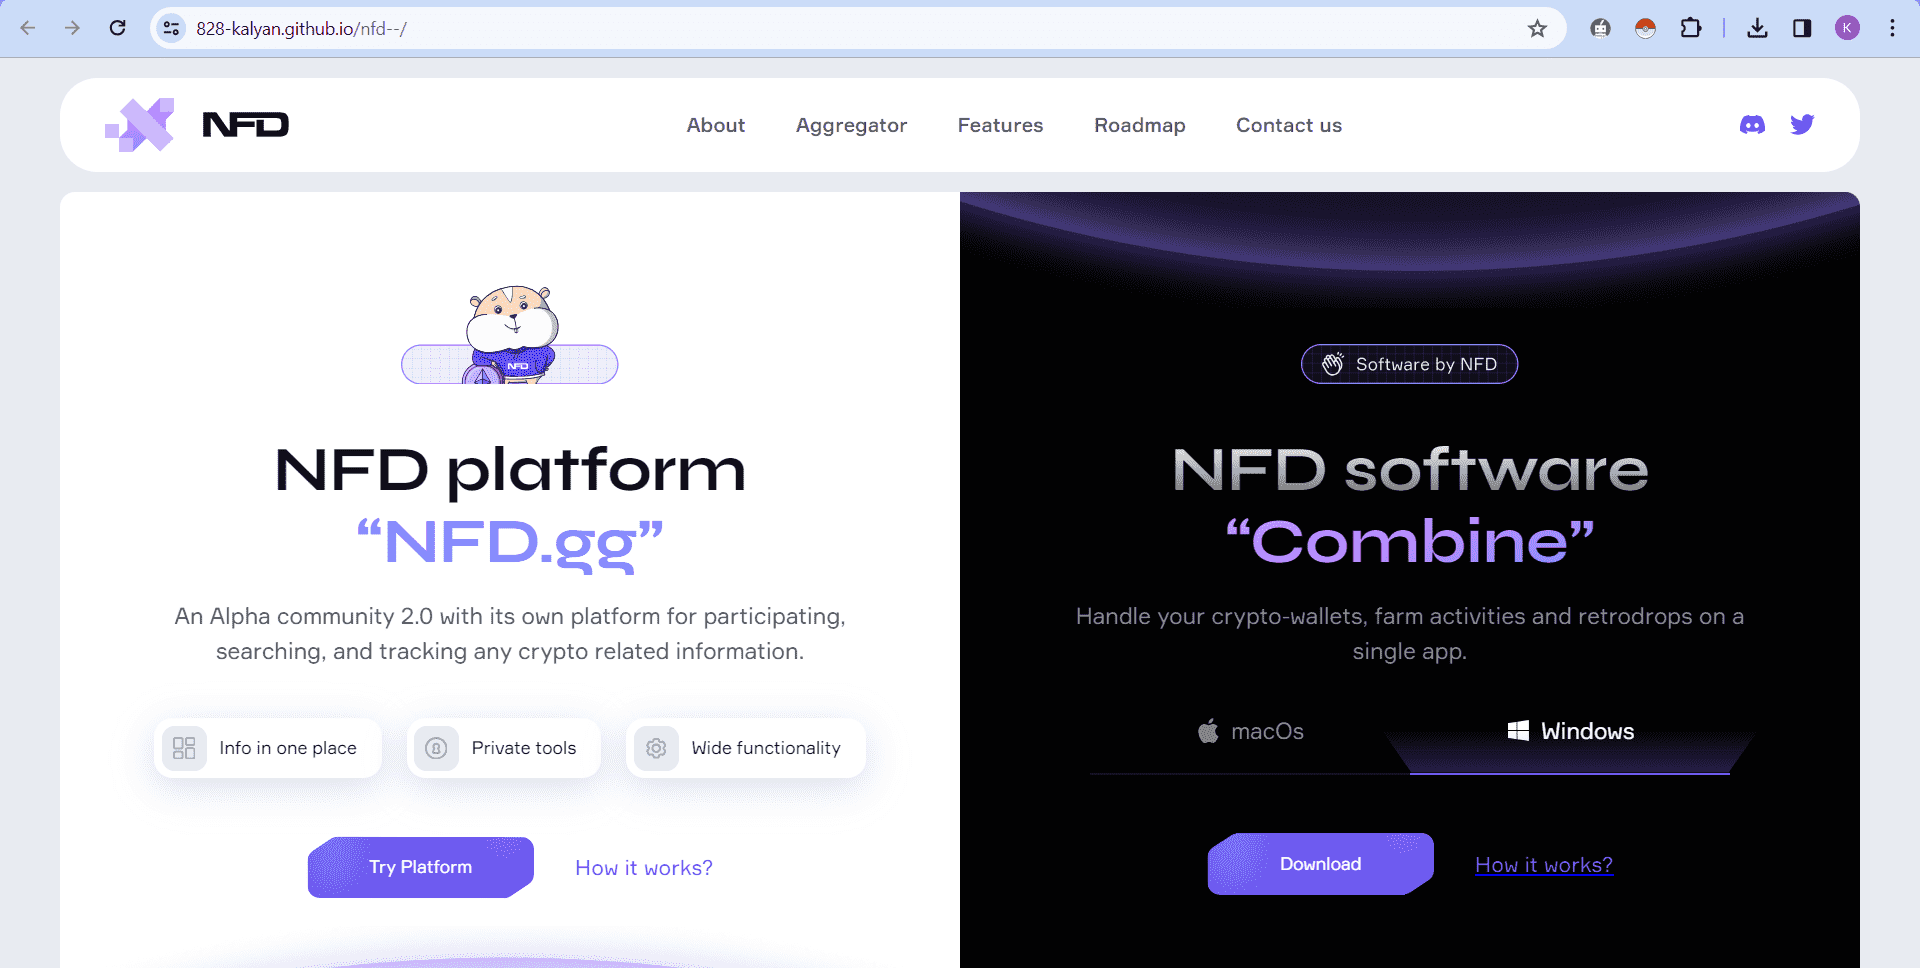 828-kalyan.github.io/nfd--/
K
NFD
About
Aggregator
Features
Roadmap
Contact us
NFD
NFD platform
“NFD.gg”
An Alpha community 2.0 with its own platform for participating,
searching, and tracking any crypto related information.
Info in one place
Private tools
Wide functionality
Try Platform
How it works?
Software by NFD
NFD software
“Combine”
Handle your crypto-wallets, farm activities and retrodrops on a
single app.
macOs
Windows
Download
How it works?